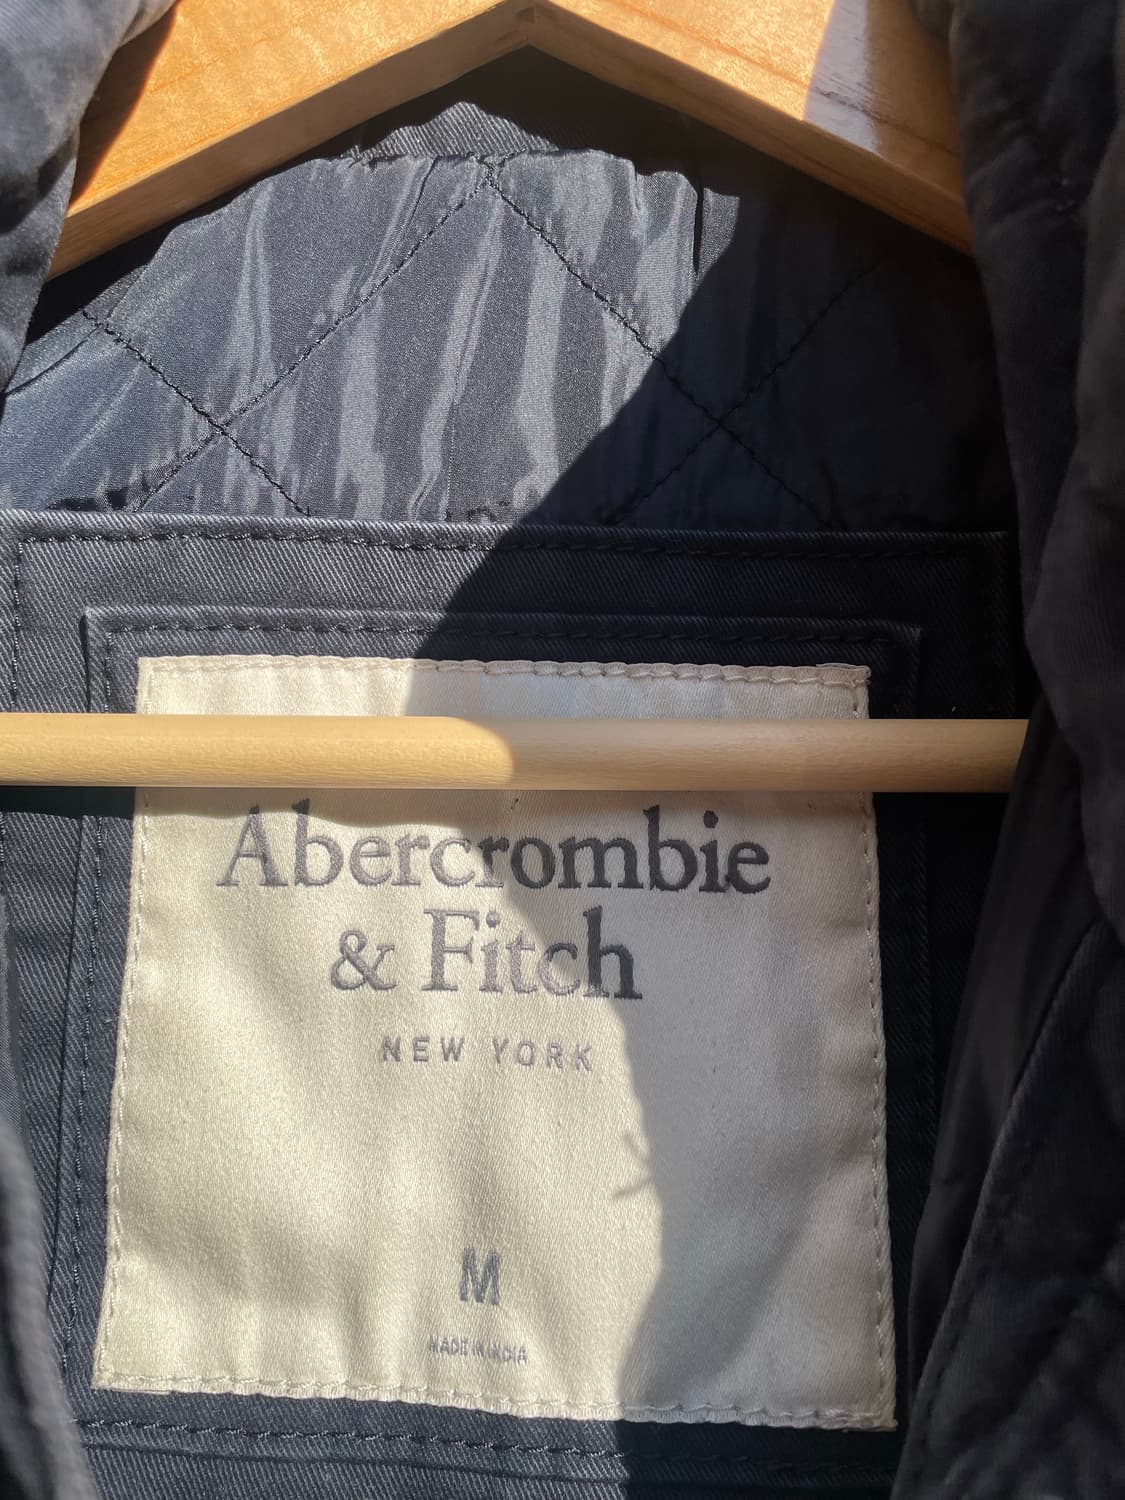 Abercrombie
& Fitch
NEW YORK
M
MADE IN INDIA